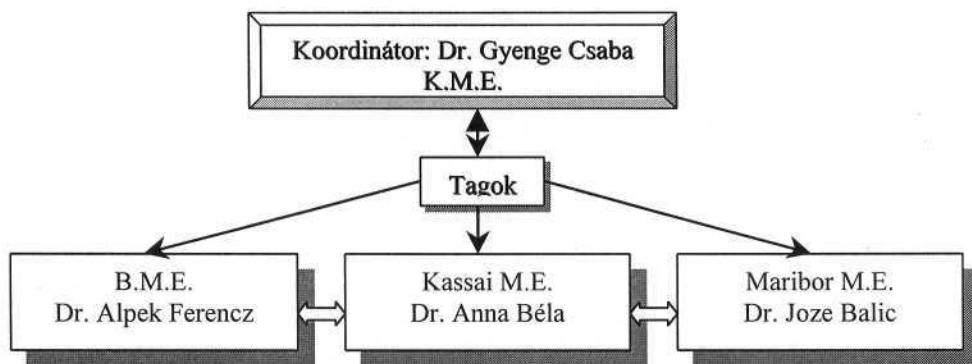 Koordinátor: Dr. Gyenge Csaba
K.M.E.
Tagok
B.M.E.
Dr. Alpek Ferencz
Kassai M.E.
Dr. Anna Béla
Maribor M.E.
Dr. Joze Balic